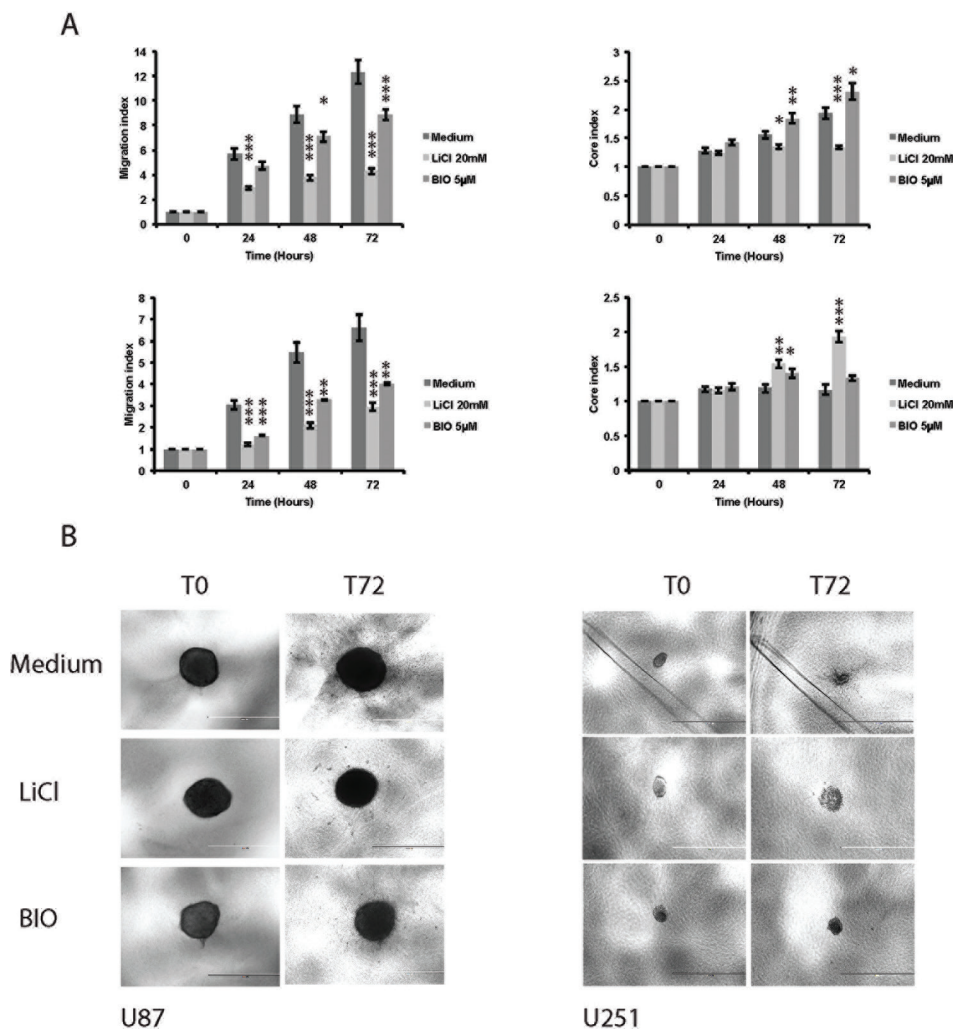 A
14
12
10
8
6
4
2
0
Migration index
***
***
*
***
***
0 24 48 72
Time (Hours)
Medium
LiCl 20mM
BIO 5µM
3
2.5
2
1.5
1
0.5
0
Core index
*
**
***
*
0 24 48 72
Time (Hours)
Medium
LiCl 20mM
BIO 5µM
8
7
6
5
4
3
2
1
0
Migration index
***
***
***
**
***
***
0 24 48 72
Time (Hours)
Medium
LiCl 20mM
BIO 5µM
2.5
2
1.5
1
0.5
0
Core index
**
*
***
0 24 48 72
Time (Hours)
Medium
LiCl 20mM
BIO 5µM
B
T0 T72 T0 T72
Medium
LiCl
BIO
U87 U251